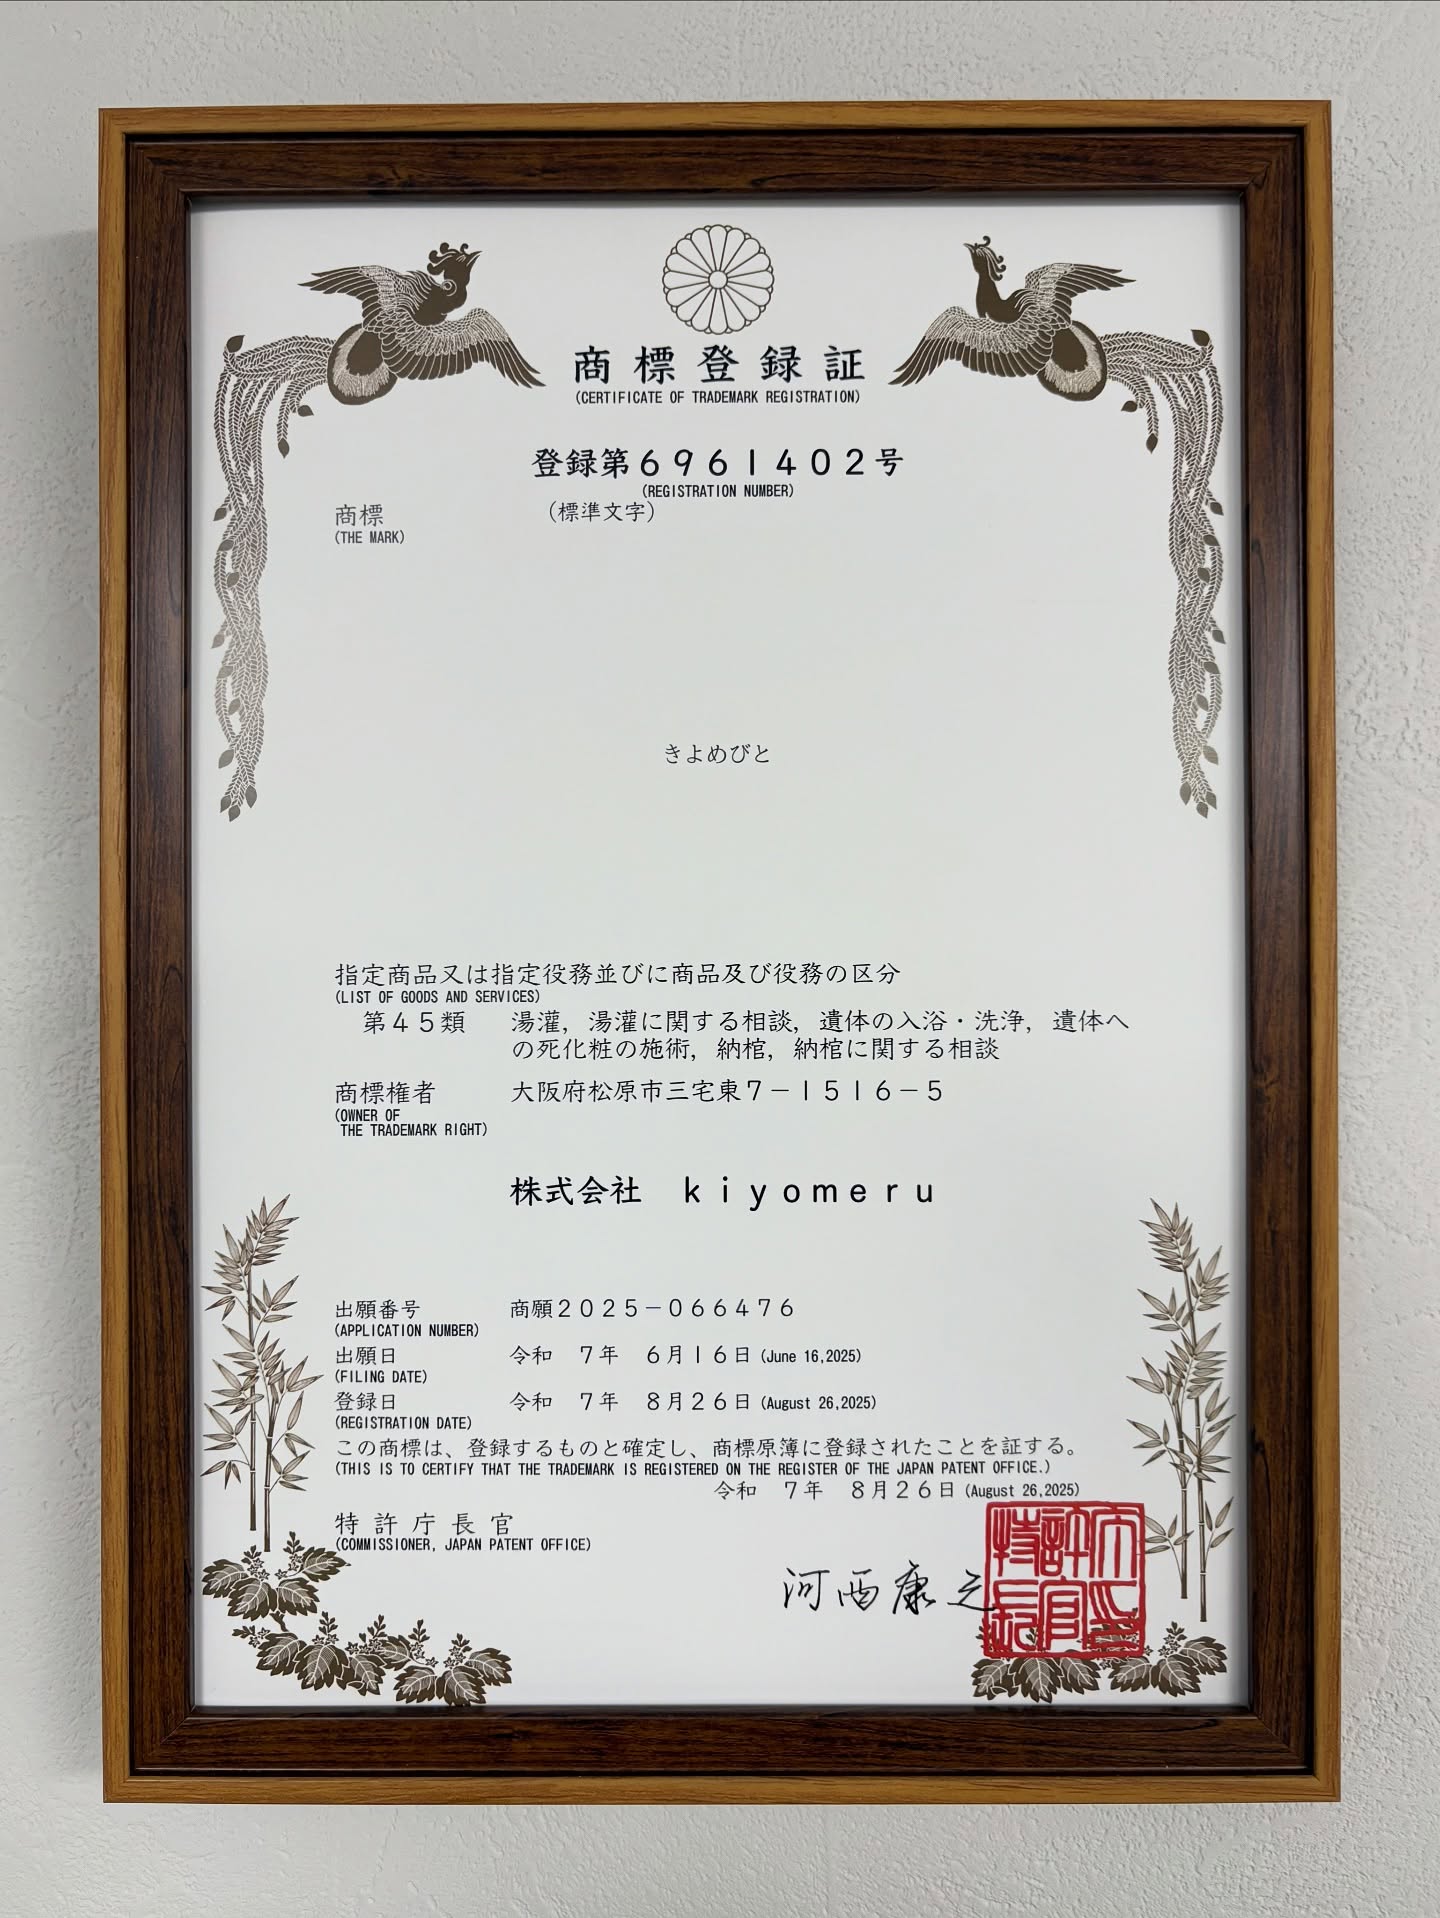 商標登録証
(CERTIFICATE OF TRADEMARK REGISTRATION)
登録第6961402号
(REGISTRATION NUMBER)
商標 (標準文字)
(THE MARK)
きよめびと
指定商品又は指定役務並びに商品及び役務の区分
(LIST OF GOODS AND SERVICES)
第45類 湯灌,湯灌に関する相談,遺体の入浴・洗浄,遺体へ
の死化粧の施術,納棺,納棺に関する相談
商標権者 大阪府松原市三宅東7-1516-5
(OWNER OF
THE TRADEMARK RIGHT)
株式会社 kiyomeru
出願番号 商願2025-066476
(APPLICATION NUMBER)
出願日 令和 7年 6月16日(June 16,2025)
(FILING DATE)
登録日 令和 7年 8月26日(August 26,2025)
(REGISTRATION DATE)
この商標は、登録するものと確定し、商標原簿に登録されたことを証する。
(THIS IS TO CERTIFY THAT THE TRADEMARK IS REGISTERED ON THE REGISTER OF THE JAPAN PATENT OFFICE.)
令和 7年 8月26日(August 26,2025)
特許庁長官
(COMMISSIONER, JAPAN PATENT OFFICE)
河西康之
特許庁長官之印